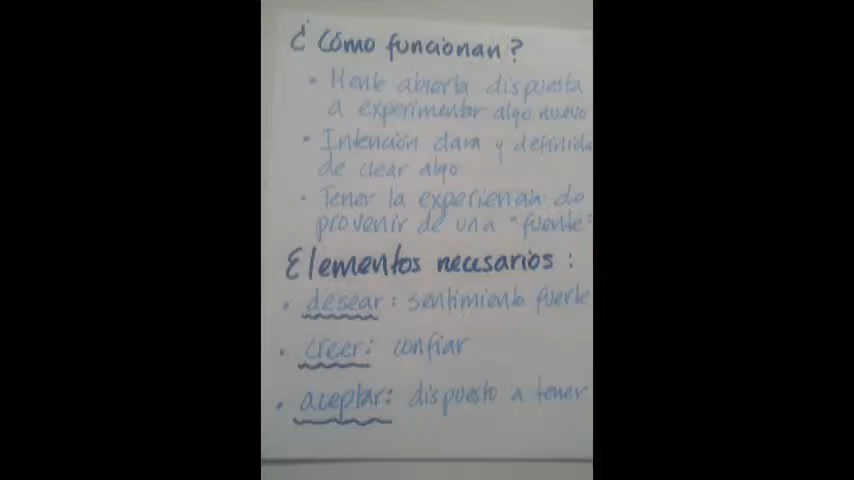 ¿Cómo funcionan?
• Mente abierta dispuesta
a experimentar algo nuevo
• Intención clara y definida
de crear algo
• Tener la experiencia de
provenir de una "fuente"
Elementos necesarios:
• desear: sentimiento fuerte
• creer: confiar
• aceptar: dispuesto a tener